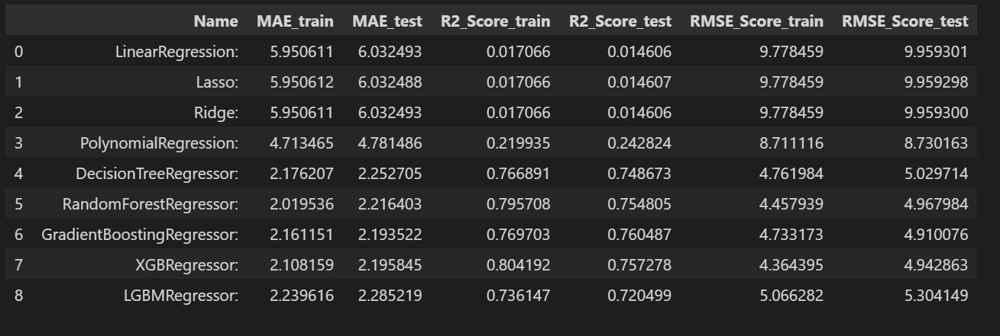 Name MAE_train MAE_test R2_Score_train R2_Score_test RMSE_Score_train RMSE_Score_test
0 LinearRegression: 5.950611 6.032493 0.017066 0.014606 9.778459 9.959301
1 Lasso: 5.950612 6.032488 0.017066 0.014607 9.778459 9.959298
2 Ridge: 5.950611 6.032493 0.017066 0.014606 9.778459 9.959300
3 PolynomialRegression: 4.713465 4.781486 0.219935 0.242824 8.711116 8.730163
4 DecisionTreeRegressor: 2.176207 2.252705 0.766891 0.748673 4.761984 5.029714
5 RandomForestRegressor: 2.019536 2.216403 0.795708 0.754805 4.457939 4.967984
6 GradientBoostingRegressor: 2.161151 2.193522 0.769703 0.760487 4.733173 4.910076
7 XGBRegressor: 2.108159 2.195845 0.804192 0.757278 4.364395 4.942863
8 LGBMRegressor: 2.239616 2.285219 0.736147 0.720499 5.066282 5.304149